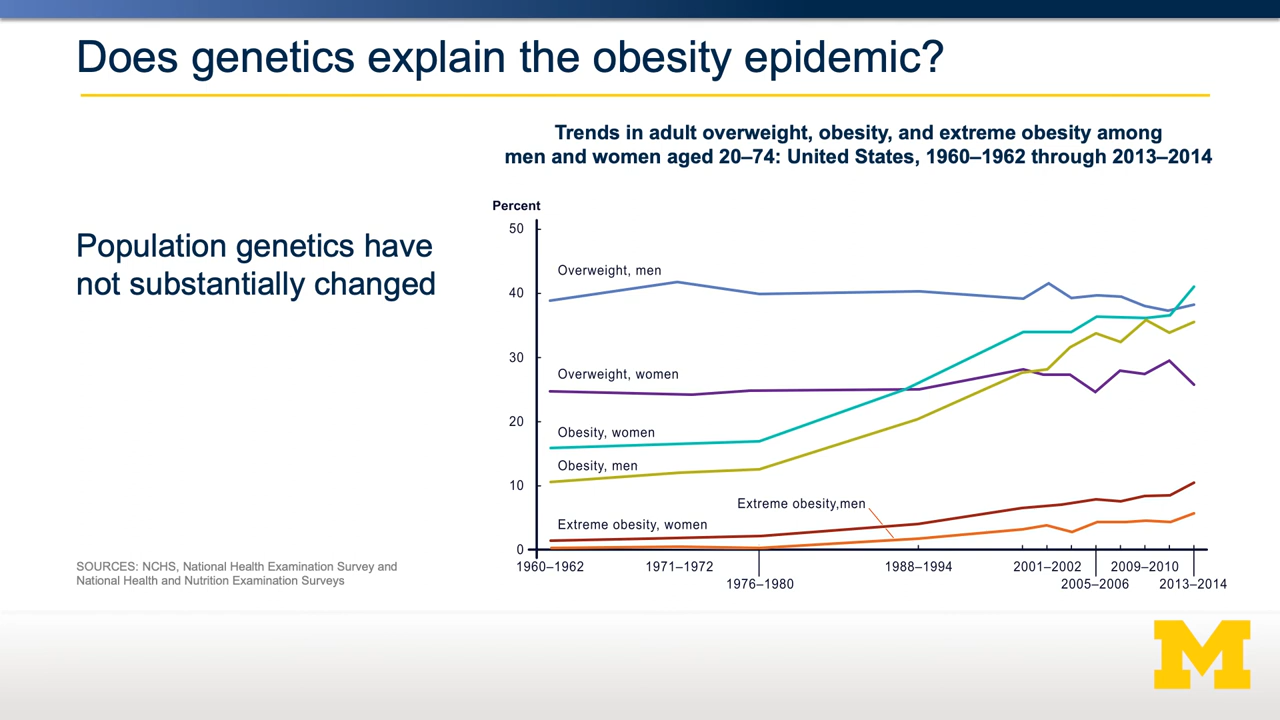 Does genetics explain the obesity epidemic?
Trends in adult overweight, obesity, and extreme obesity among
men and women aged 20–74: United States, 1960–1962 through 2013–2014
Population genetics have
not substantially changed
Percent
50
40
30
20
10
0
Overweight, men
Overweight, women
Obesity, women
Obesity, men
Extreme obesity,men
Extreme obesity, women
1960–1962
1971–1972
1976–1980
1988–1994
2001–2002
2005–2006
2009–2010
2013–2014
SOURCES: NCHS, National Health Examination Survey and
National Health and Nutrition Examination Surveys
M